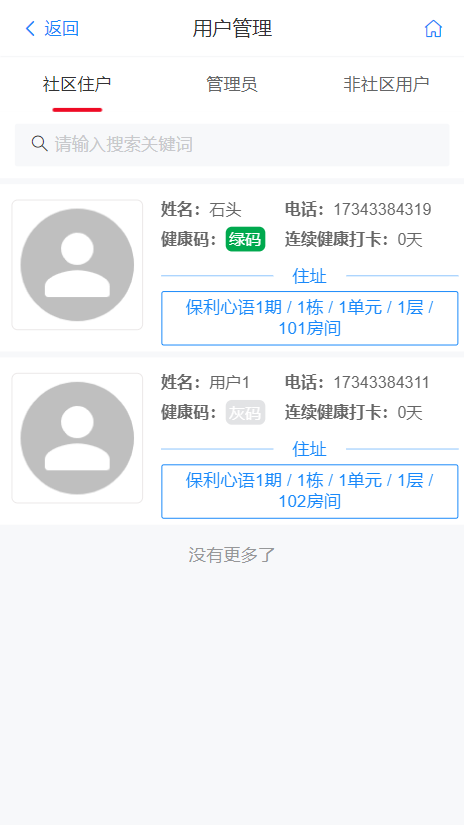 返回 用户管理
社区住户 管理员 非社区用户
请输入搜索关键词
姓名：石头 电话：17343384319
健康码：绿码 连续健康打卡：0天
住址
保利心语1期 / 1栋 / 1单元 / 1层 /
101房间
姓名：用户1 电话：17343384311
健康码：灰码 连续健康打卡：0天
住址
保利心语1期 / 1栋 / 1单元 / 1层 /
102房间
没有更多了